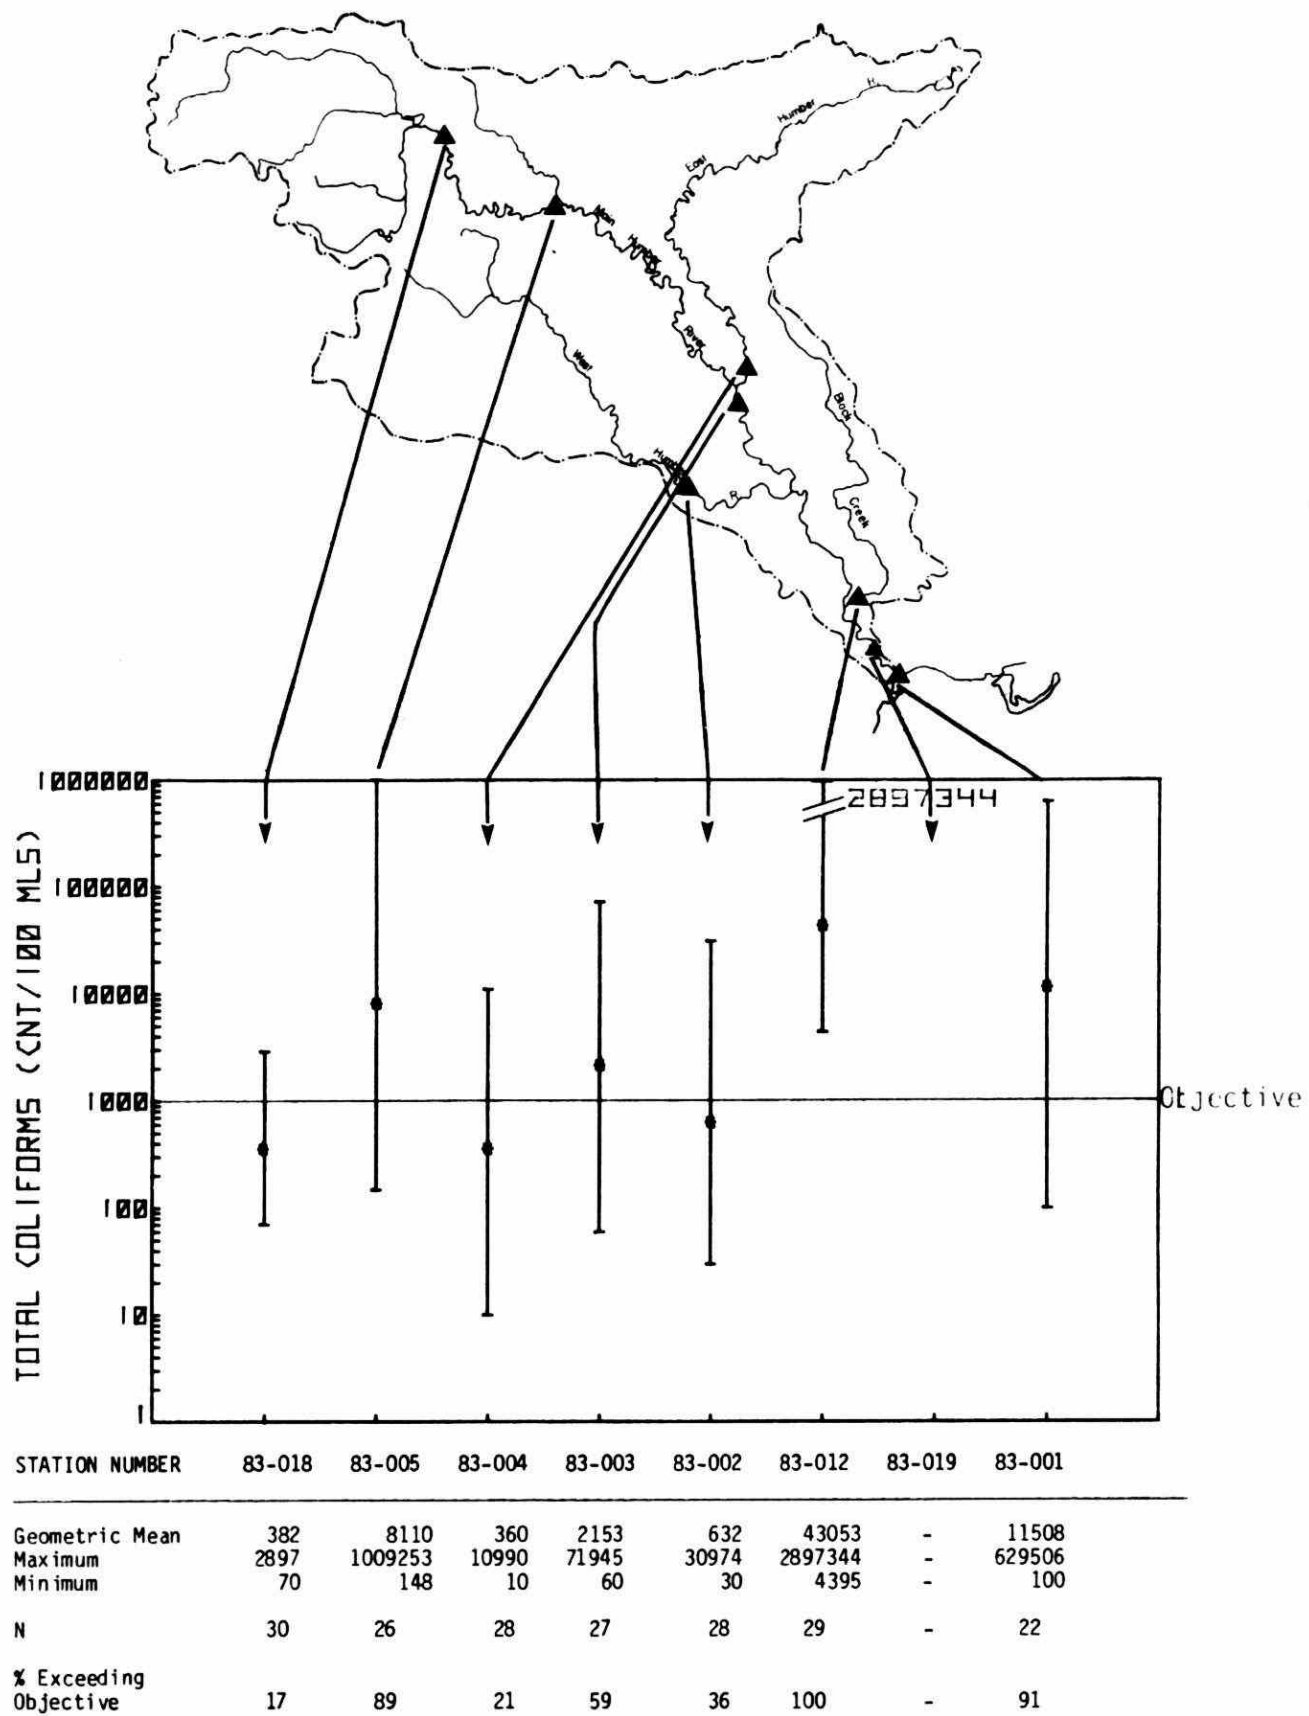 Humber
R.
East
Main
Humber
River
West
Black
Humber
R.
Creek
1000000
2897344
100000
10000
1000
Objective
100
10
1
TOTAL COLIFORMS (CNT/100 MLS)
STATION NUMBER 83-018 83-005 83-004 83-003 83-002 83-012 83-019 83-001
Geometric Mean 382 8110 360 2153 632 43053 - 11508
Maximum 2897 1009253 10990 71945 30974 2897344 - 629506
Minimum 70 148 10 60 30 4395 - 100
N 30 26 28 27 28 29 - 22
% Exceeding
Objective 17 89 21 59 36 100 - 91